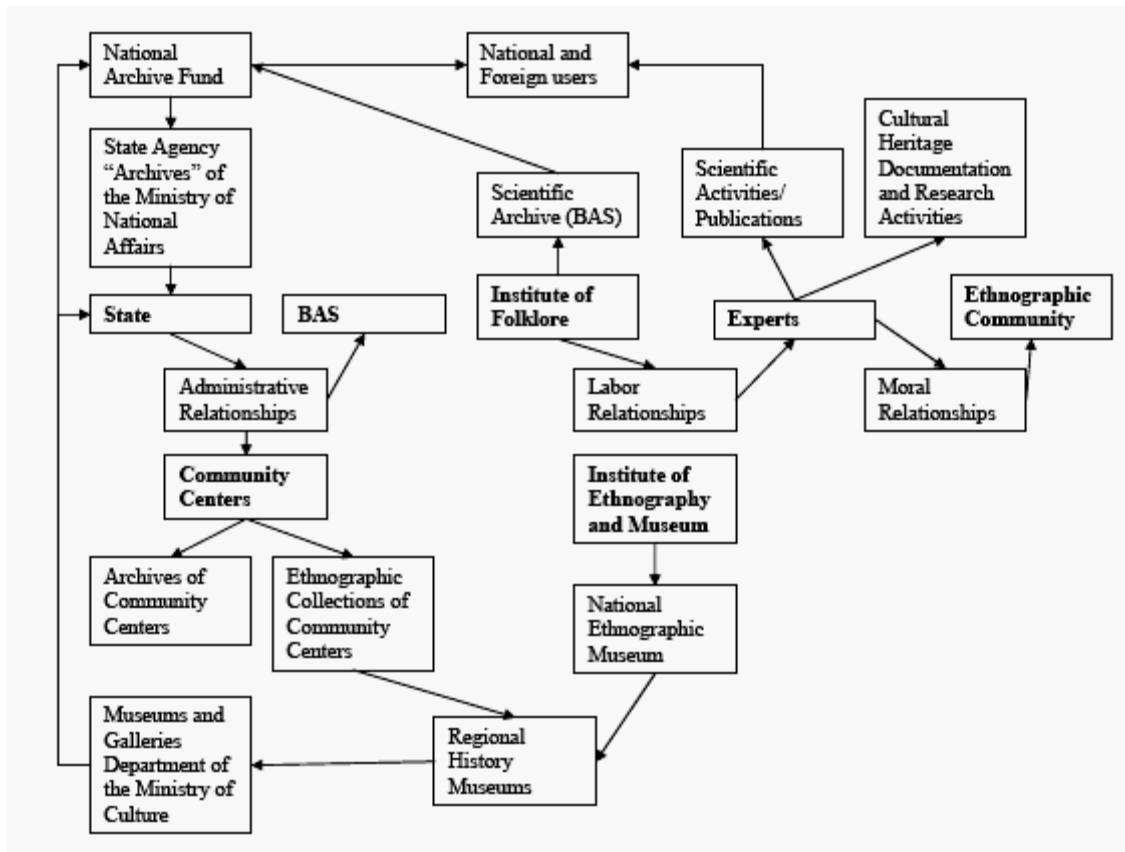 National
Archive Fund
National and
Foreign users
State Agency
“Archives” of
the Ministry of
National
Affairs
Scientific
Archive (BAS)
Scientific
Activities/
Publications
Cultural
Heritage
Documentation
and Research
Activities
State
BAS
Institute of
Folklore
Experts
Ethnographic
Community
Administrative
Relationships
Labor
Relationships
Moral
Relationships
Community
Centers
Institute of
Ethnography
and Museum
Archives of
Community
Centers
Ethnographic
Collections of
Community
Centers
National
Ethnographic
Museum
Museums and
Galleries
Department of
the Ministry of
Culture
Regional
History
Museums